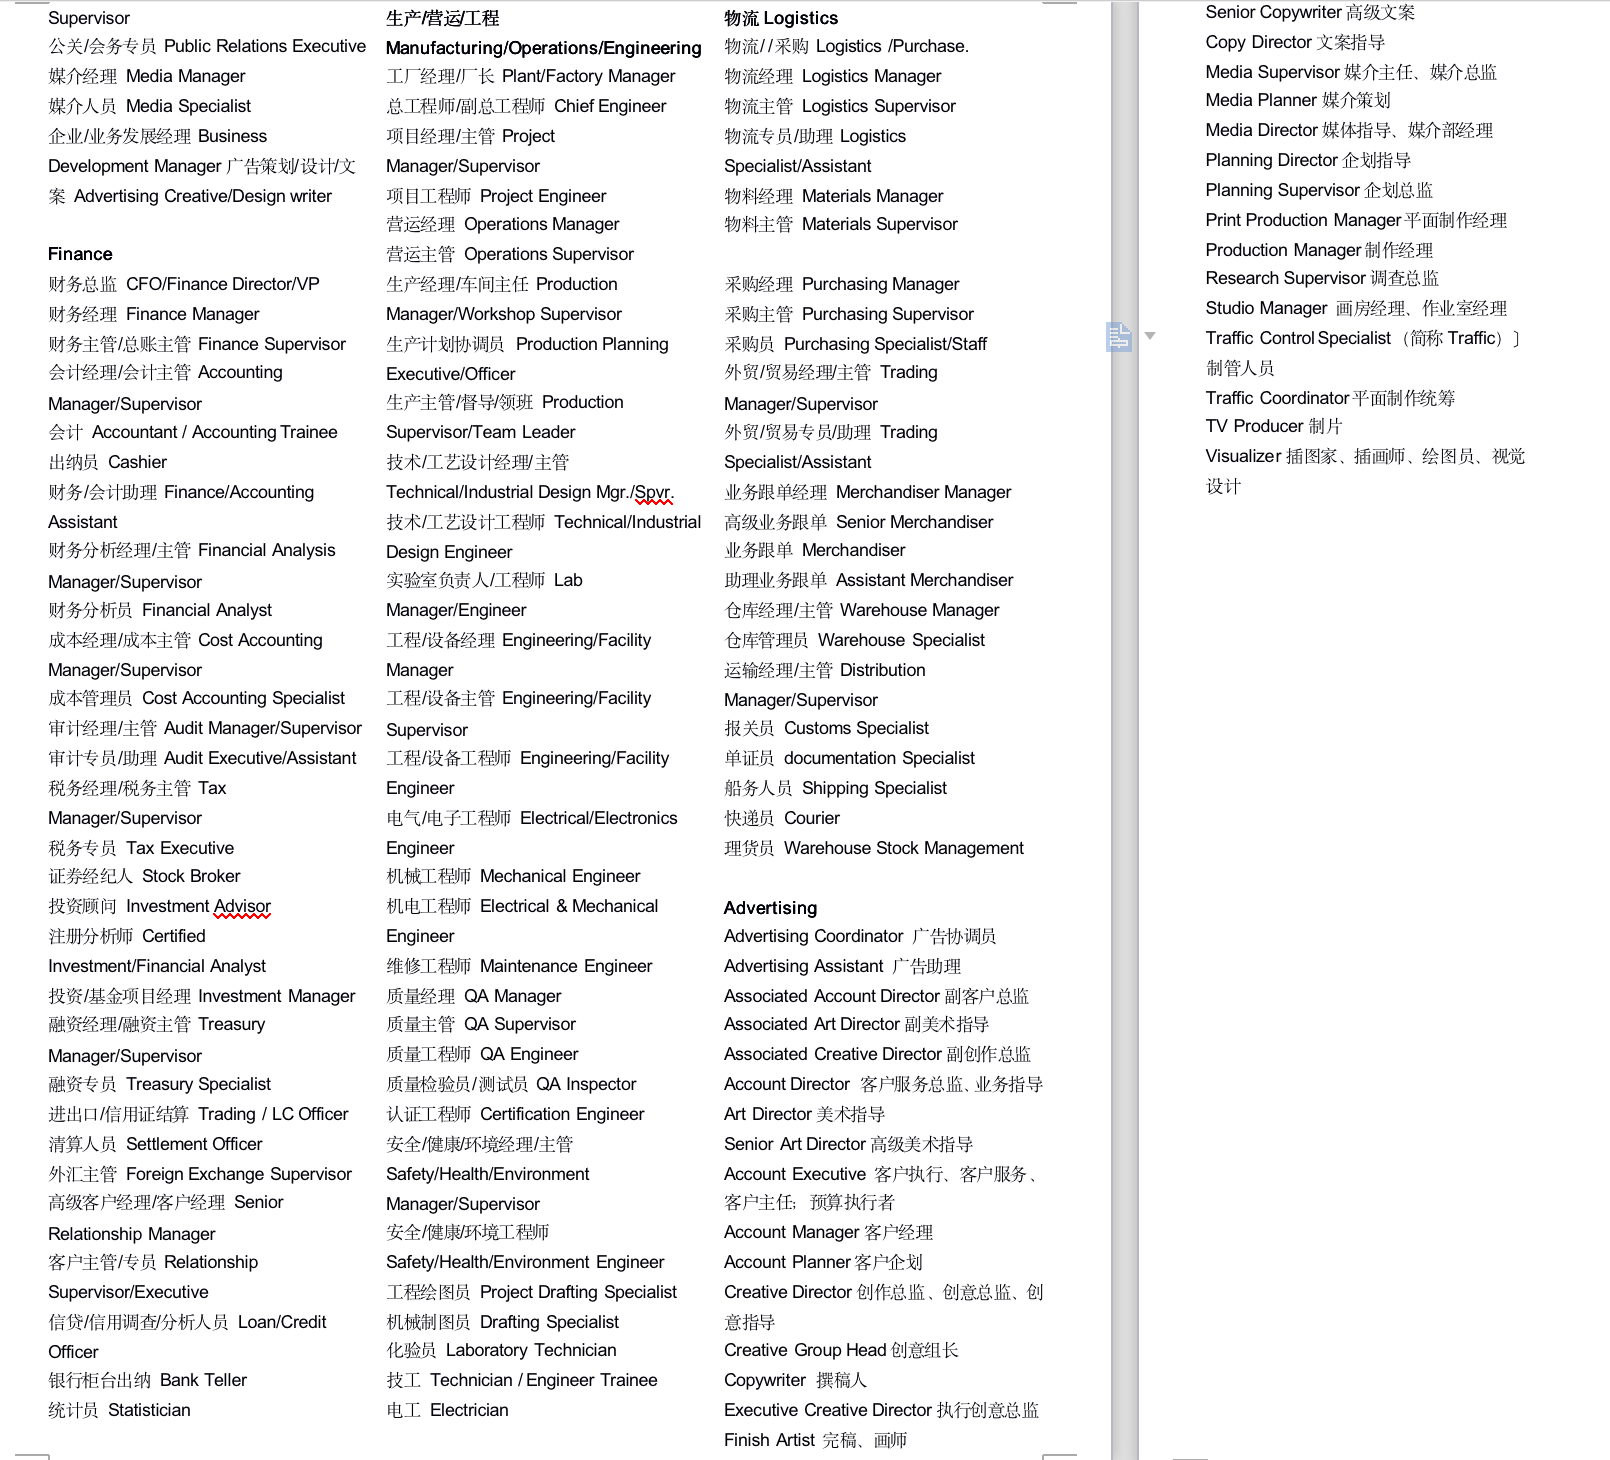 Supervisor
公关/会务专员 Public Relations Executive
媒介经理 Media Manager
媒介人员 Media Specialist
企业/业务发展经理 Business
Development Manager 广告策划/设计/文
案 Advertising Creative/Design writer
Finance
财务总监 CFO/Finance Director/VP
财务经理 Finance Manager
财务主管/总账主管 Finance Supervisor
会计经理/会计主管 Accounting
Manager/Supervisor
会计 Accountant / Accounting Trainee
出纳员 Cashier
财务/会计助理 Finance/Accounting
Assistant
财务分析经理/主管 Financial Analysis
Manager/Supervisor
财务分析员 Financial Analyst
成本经理/成本主管 Cost Accounting
Manager/Supervisor
成本管理员 Cost Accounting Specialist
审计经理/主管 Audit Manager/Supervisor
审计专员/助理 Audit Executive/Assistant
税务经理/税务主管 Tax
Manager/Supervisor
税务专员 Tax Executive
证券经纪人 Stock Broker
投资顾问 Investment Advisor
注册分析师 Certified
Investment/Financial Analyst
投资/基金项目经理 Investment Manager
融资经理/融资主管 Treasury
Manager/Supervisor
融资专员 Treasury Specialist
进出口/信用证结算 Trading / LC Officer
清算人员 Settlement Officer
外汇主管 Foreign Exchange Supervisor
高级客户经理/客户经理 Senior
Relationship Manager
客户主管/专员 Relationship
Supervisor/Executive
信贷/信用调查/分析人员 Loan/Credit
Officer
银行柜台出纳 Bank Teller
统计员 Statistician
生产/营运/工程
Manufacturing/Operations/Engineering
工厂经理/厂长 Plant/Factory Manager
总工程师/副总工程师 Chief Engineer
项目经理/主管 Project
Manager/Supervisor
项目工程师 Project Engineer
营运经理 Operations Manager
营运主管 Operations Supervisor
生产经理/车间主任 Production
Manager/Workshop Supervisor
生产计划协调员 Production Planning
Executive/Officer
生产主管/督导/领班 Production
Supervisor/Team Leader
技术/工艺设计经理/主管
Technical/Industrial Design Mgr./Spvr.
技术/工艺设计工程师 Technical/Industrial
Design Engineer
实验室负责人/工程师 Lab
Manager/Engineer
工程/设备经理 Engineering/Facility
Manager
工程/设备主管 Engineering/Facility
Supervisor
工程/设备工程师 Engineering/Facility
Engineer
电气/电子工程师 Electrical/Electronics
Engineer
机械工程师 Mechanical Engineer
机电工程师 Electrical & Mechanical
Engineer
维修工程师 Maintenance Engineer
质量经理 QA Manager
质量主管 QA Supervisor
质量工程师 QA Engineer
质量检验员/测试员 QA Inspector
认证工程师 Certification Engineer
安全/健康/环境经理/主管
Safety/Health/Environment
Manager/Supervisor
安全/健康/环境工程师
Safety/Health/Environment Engineer
工程绘图员 Project Drafting Specialist
机械制图员 Drafting Specialist
化验员 Laboratory Technician
技工 Technician / Engineer Trainee
电工 Electrician
物流 Logistics
物流//采购 Logistics /Purchase.
物流经理 Logistics Manager
物流主管 Logistics Supervisor
物流专员/助理 Logistics
Specialist/Assistant
物料经理 Materials Manager
物料主管 Materials Supervisor
采购经理 Purchasing Manager
采购主管 Purchasing Supervisor
采购员 Purchasing Specialist/Staff
外贸/贸易经理/主管 Trading
Manager/Supervisor
外贸/贸易专员/助理 Trading
Specialist/Assistant
业务跟单经理 Merchandiser Manager
高级业务跟单 Senior Merchandiser
业务跟单 Merchandiser
助理业务跟单 Assistant Merchandiser
仓库经理/主管 Warehouse Manager
仓库管理员 Warehouse Specialist
运输经理/主管 Distribution
Manager/Supervisor
报关员 Customs Specialist
单证员 documentation Specialist
船务人员 Shipping Specialist
快递员 Courier
理货员 Warehouse Stock Management
Advertising
Advertising Coordinator 广告协调员
Advertising Assistant 广告助理
Associated Account Director 副客户总监
Associated Art Director 副美术指导
Associated Creative Director 副创作总监
Account Director 客户服务总监、业务指导
Art Director 美术指导
Senior Art Director 高级美术指导
Account Executive 客户执行、客户服务、
客户主任; 预算执行者
Account Manager 客户经理
Account Planner 客户企划
Creative Director 创作总监、创意总监、创
意指导
Creative Group Head 创意组长
Copywriter 撰稿人
Executive Creative Director 执行创意总监
Finish Artist 完稿、画师
Senior Copywriter 高级文案
Copy Director 文案指导
Media Supervisor 媒介主任、媒介总监
Media Planner 媒介策划
Media Director 媒体指导、媒介部经理
Planning Director 企划指导
Planning Supervisor 企划总监
Print Production Manager 平面制作经理
Production Manager 制作经理
Research Supervisor 调查总监
Studio Manager 画房经理、作业室经理
Traffic Control Specialist（简称 Traffic）〕
制管人员
Traffic Coordinator 平面制作统筹
TV Producer 制片
Visualizer 插图家、插画师、绘图员、视觉
设计